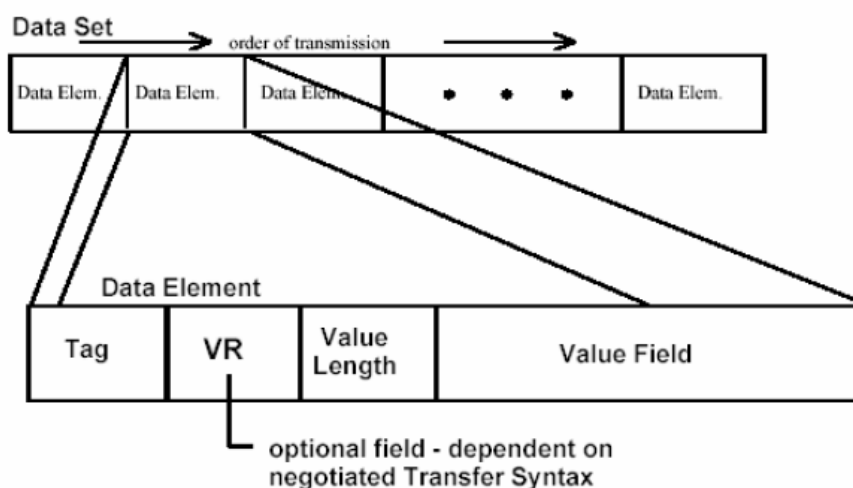 Data Set
order of transmission
Data Elem. Data Elem. Data Elem. Data Elem.
Data Element
Tag VR Value Length Value Field
optional field - dependent on
negotiated Transfer Syntax